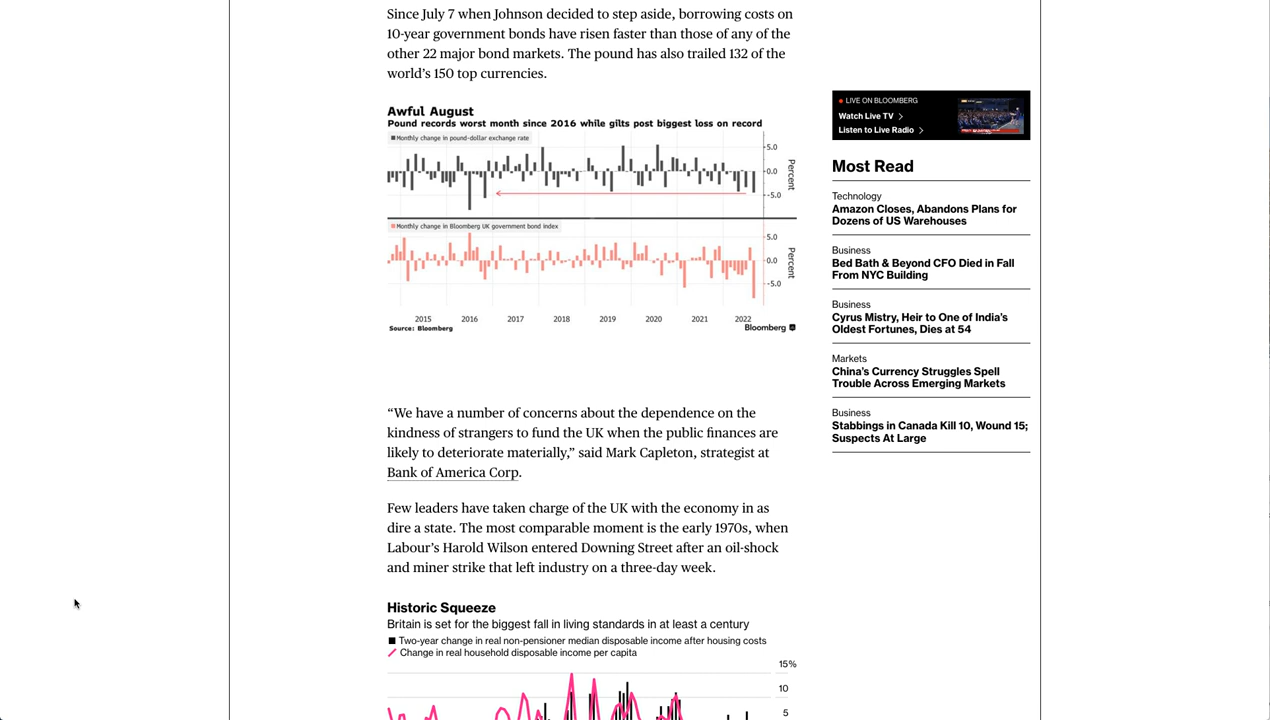 Since July 7 when Johnson decided to step aside, borrowing costs on
10-year government bonds have risen faster than those of any of the
other 22 major bond markets. The pound has also trailed 132 of the
world’s 150 top currencies.
Awful August
Pound records worst month since 2016 while gilts post biggest loss on record
Monthly change in pound-dollar exchange rate
5.0
0.0
-5.0
Percent
Monthly change in Bloomberg UK government bond index
5.0
0.0
-5.0
Percent
2015 2016 2017 2018 2019 2020 2021 2022
Source: Bloomberg
Bloomberg
“We have a number of concerns about the dependence on the
kindness of strangers to fund the UK when the public finances are
likely to deteriorate materially,” said Mark Capleton, strategist at
Bank of America Corp.
Few leaders have taken charge of the UK with the economy in as
dire a state. The most comparable moment is the early 1970s, when
Labour’s Harold Wilson entered Downing Street after an oil-shock
and miner strike that left industry on a three-day week.
Historic Squeeze
Britain is set for the biggest fall in living standards in at least a century
Two-year change in real non-pensioner median disposable income after housing costs
Change in real household disposable income per capita
15%
10
5
LIVE ON BLOOMBERG
Watch Live TV >
Listen to Live Radio >
Most Read
Technology
Amazon Closes, Abandons Plans for
Dozens of US Warehouses
Business
Bed Bath & Beyond CFO Died in Fall
From NYC Building
Business
Cyrus Mistry, Heir to One of India’s
Oldest Fortunes, Dies at 54
Markets
China’s Currency Struggles Spell
Trouble Across Emerging Markets
Business
Stabbings in Canada Kill 10, Wound 15;
Suspects At Large